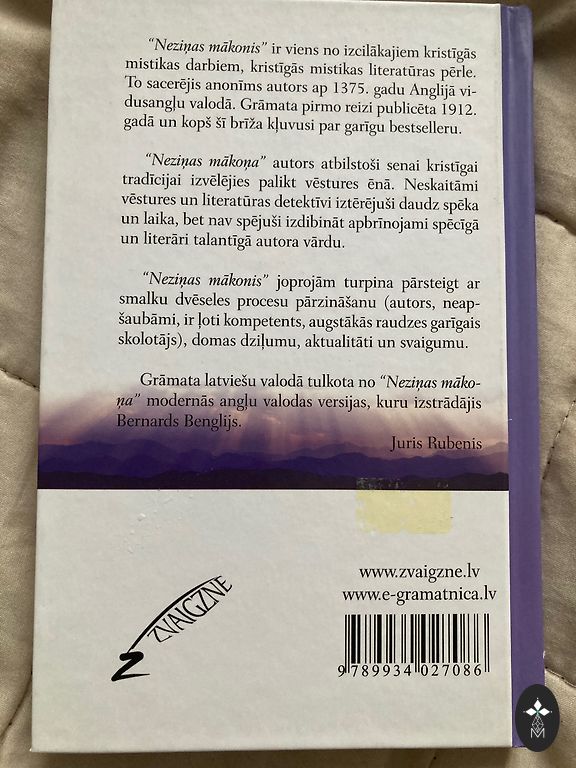 “Neziņas mākonis” ir viens no izcilākajiem kristīgās
mistikas darbiem, kristīgās mistikas literatūras pērle.
To sacerējis anonīms autors ap 1375. gadu Anglijā vi-
dusangļu valodā. Grāmata pirmo reizi publicēta 1912.
gadā un kopš šī brīža kļuvusi par garīgu bestselleru.
“Neziņas mākoņa” autors atbilstoši senai kristīgai
tradīcijai izvēlējies palikt vēstures ēnā. Neskaitāmi
vēstures un literatūras detektīvi iztērējuši daudz spēka
un laika, bet nav spējuši izdibināt apbrīnojami spēcīgā
un literāri talantīgā autora vārdu.
“Neziņas mākonis” joprojām turpina pārsteigt ar
smalku dvēseles procesu pārzināšanu (autors, neap-
šaubāmi, ir ļoti kompetents, augstākās raudzes garīgais
skolotājs), domas dziļumu, aktualitāti un svaigumu.
Grāmata latviešu valodā tulkota no “Neziņas māko-
ņa” modernās angļu valodas versijas, kuru izstrādājis
Bernards Benglijs.
Juris Rubenis
www.zvaigzne.lv
www.e-gramatnica.lv
ZVAIGZNE
9 789934 027086
M